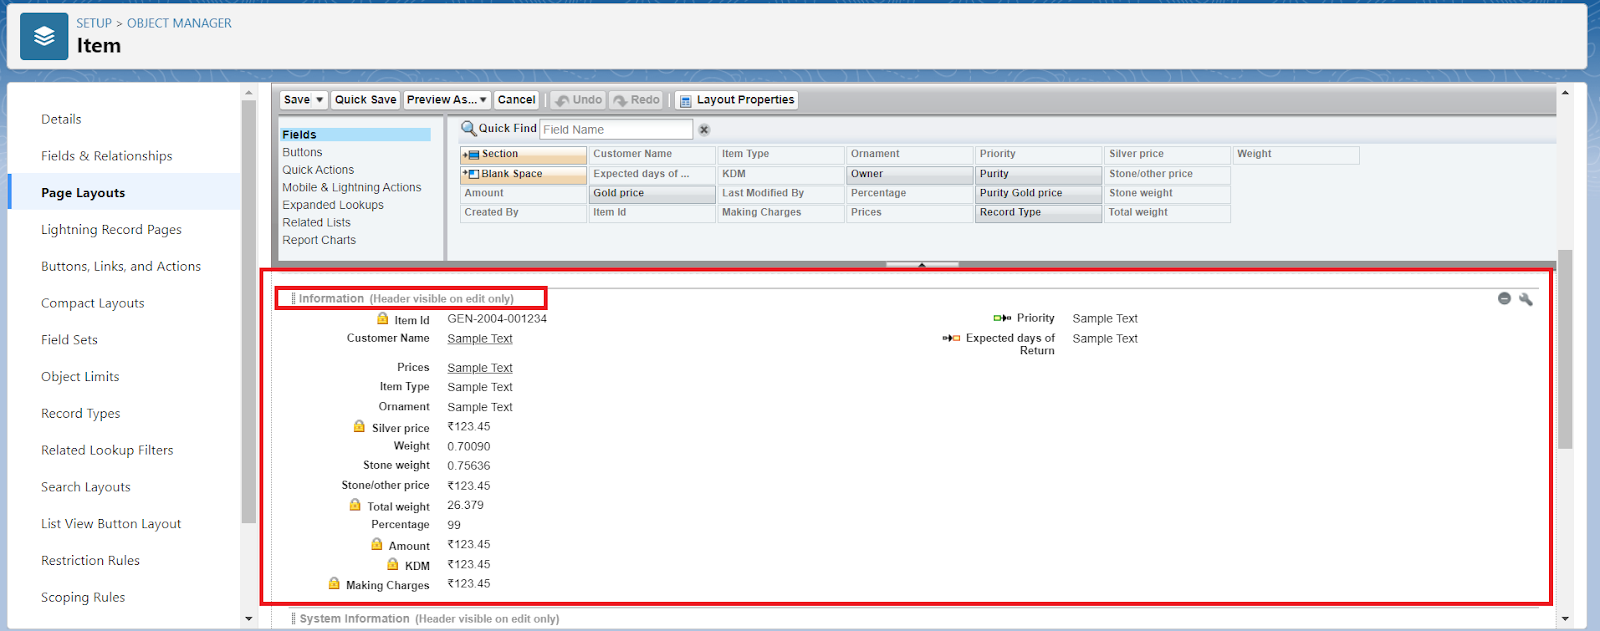 SETUP > OBJECT MANAGER
Item
Details
Fields & Relationships
Page Layouts
Lightning Record Pages
Buttons, Links, and Actions
Compact Layouts
Field Sets
Object Limits
Record Types
Related Lookup Filters
Search Layouts
List View Button Layout
Restriction Rules
Scoping Rules
Save Quick Save Preview As... Cancel Undo Redo Layout Properties
Fields
Buttons
Quick Actions
Mobile & Lightning Actions
Expanded Lookups
Related Lists
Report Charts
Quick Find Field Name
Section Customer Name Item Type Ornament Priority Silver price Weight
Blank Space Expected days of ... KDM Owner Purity Stone/other price
Amount Gold price Last Modified By Percentage Purity Gold price Stone weight
Created By Item Id Making Charges Prices Record Type Total weight
Information (Header visible on edit only)
Item Id GEN-2004-001234
Customer Name Sample Text
Prices Sample Text
Item Type Sample Text
Ornament Sample Text
Silver price ₹123.45
Weight 0.70090
Stone weight 0.75636
Stone/other price ₹123.45
Total weight 26.379
Percentage 99
Amount ₹123.45
KDM ₹123.45
Making Charges ₹123.45
Priority Sample Text
Expected days of Sample Text
Return
System Information (Header visible on edit only)